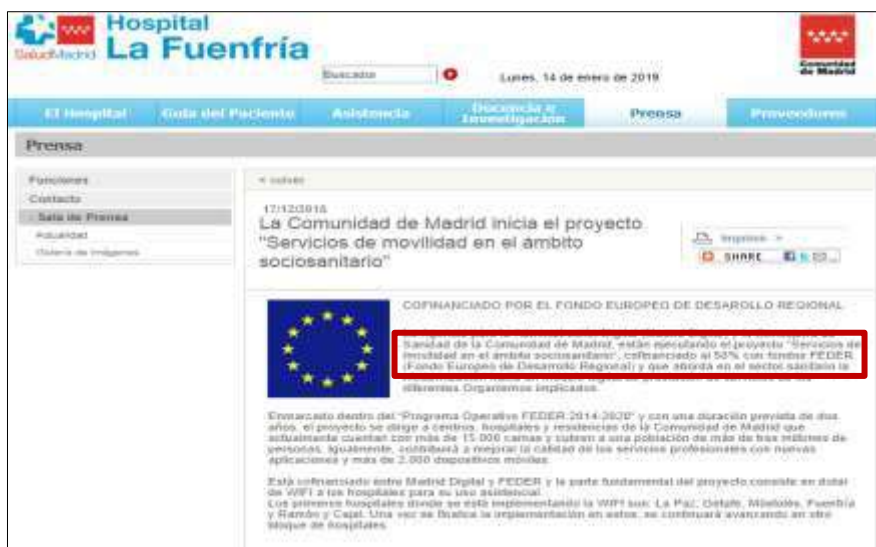 Hospital
La Fuenfría
SaludMadrid
Buscador
Lunes, 14 de enero de 2019
Comunidad
de Madrid
El Hospital
Guía del Paciente
Asistencia
Docencia e
Investigación
Prensa
Proveedores
Prensa
Funciones
Contacto
Sala de Prensa
Actualidad
Galería de imágenes
« volver
La Comunidad de Madrid inicia el proyecto
"Servicios de movilidad en el ámbito
sociosanitario"
Imprimir
SHARE
COFINANCIADO POR EL FONDO EUROPEO DE DESAROLLO REGIONAL
Sanidad de la Comunidad de Madrid, están ejecutando el proyecto "Servicios de
movilidad en el ámbito sociosanitario", cofinanciado al 50% con fondos FEDER
(Fondo Europeo de Desarrollo Regional) y que aborda en el sector sanitario la
diferentes Organismos implicados.
Enmarcado dentro del "Programa Operativo FEDER 2014-2020" y con una duración prevista de dos
años, el proyecto se dirige a centros, hospitales y residencias de la Comunidad de Madrid que
actualmente cuentan con más de 15.000 camas y cubren a una población de más de tres millones de
personas. Igualmente, contribuirá a mejorar la calidad de los servicios profesionales con nuevas
aplicaciones y más de 2.000 dispositivos móviles.
Está cofinanciado entre Madrid Digital y FEDER y la parte fundamental del proyecto consiste en dotar
de WIFI a los hospitales para su uso asistencial.
Los primeros hospitales donde se está implementando la WIFI son: La Paz, Getafe, Móstoles, Fuenfría
y Ramón y Cajal. Una vez se finalice la implementación en estos, se continuará avanzando en otro
bloque de hospitales.